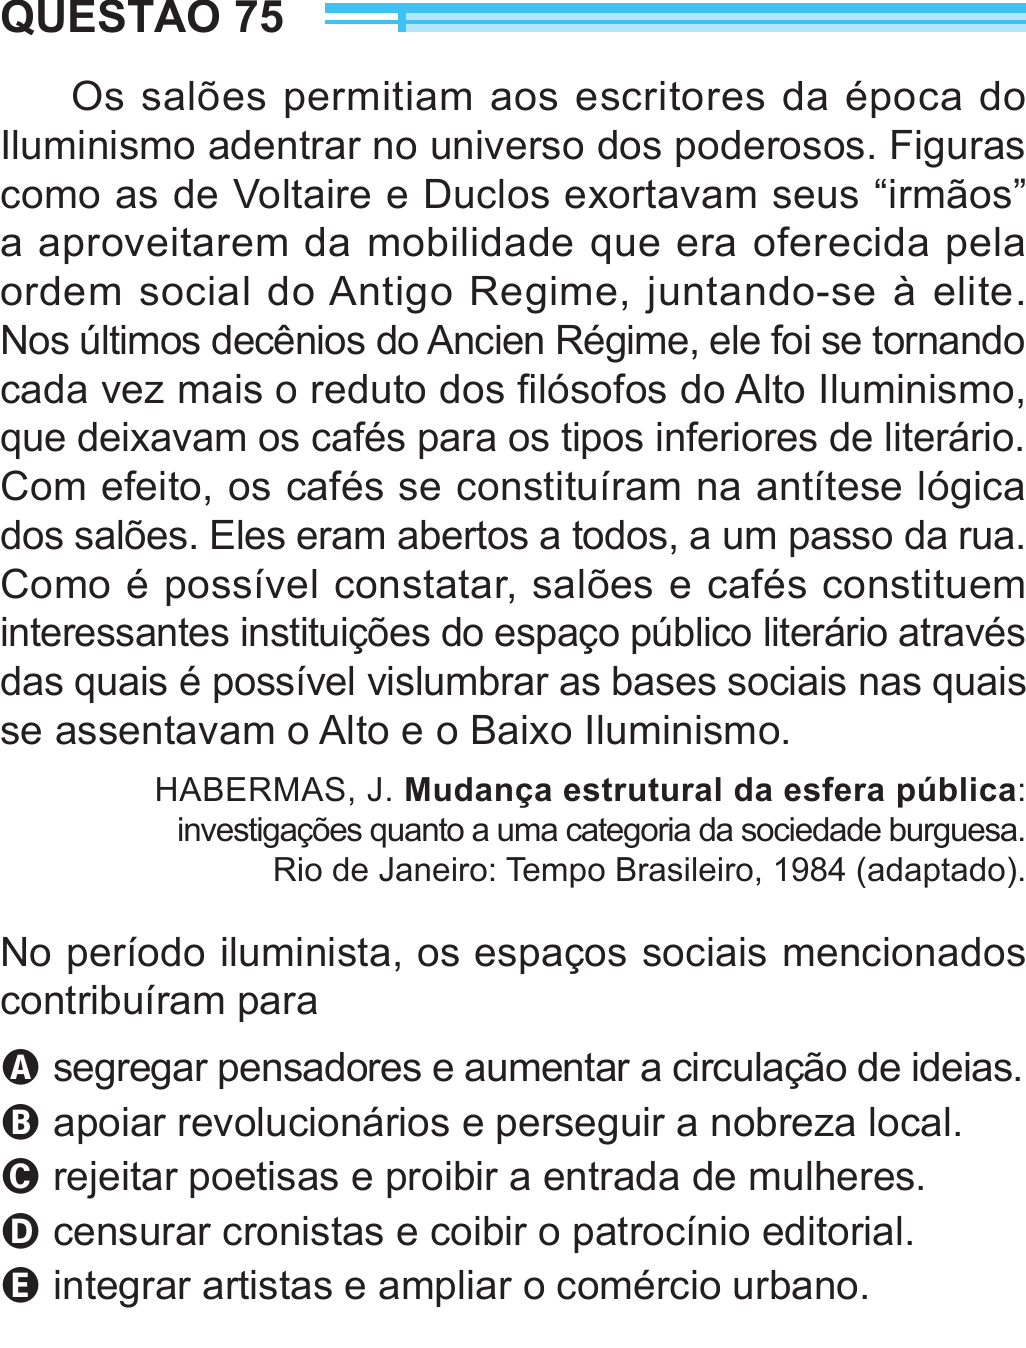 QUESTÃO 75
Os salões permitiam aos escritores da época do
Iluminismo adentrar no universo dos poderosos. Figuras
como as de Voltaire e Duclos exortavam seus “irmãos”
a aproveitarem da mobilidade que era oferecida pela
ordem social do Antigo Regime, juntando-se à elite.
Nos últimos decênios do Ancien Régime, ele foi se tornando
cada vez mais o reduto dos filósofos do Alto Iluminismo,
que deixavam os cafés para os tipos inferiores de literário.
Com efeito, os cafés se constituíram na antítese lógica
dos salões. Eles eram abertos a todos, a um passo da rua.
Como é possível constatar, salões e cafés constituem
interessantes instituições do espaço público literário através
das quais é possível vislumbrar as bases sociais nas quais
se assentavam o Alto e o Baixo Iluminismo.
HABERMAS, J. Mudança estrutural da esfera pública:
investigações quanto a uma categoria da sociedade burguesa.
Rio de Janeiro: Tempo Brasileiro, 1984 (adaptado).
No período iluminista, os espaços sociais mencionados
contribuíram para
A segregar pensadores e aumentar a circulação de ideias.
B apoiar revolucionários e perseguir a nobreza local.
C rejeitar poetisas e proibir a entrada de mulheres.
D censurar cronistas e coibir o patrocínio editorial.
E integrar artistas e ampliar o comércio urbano.